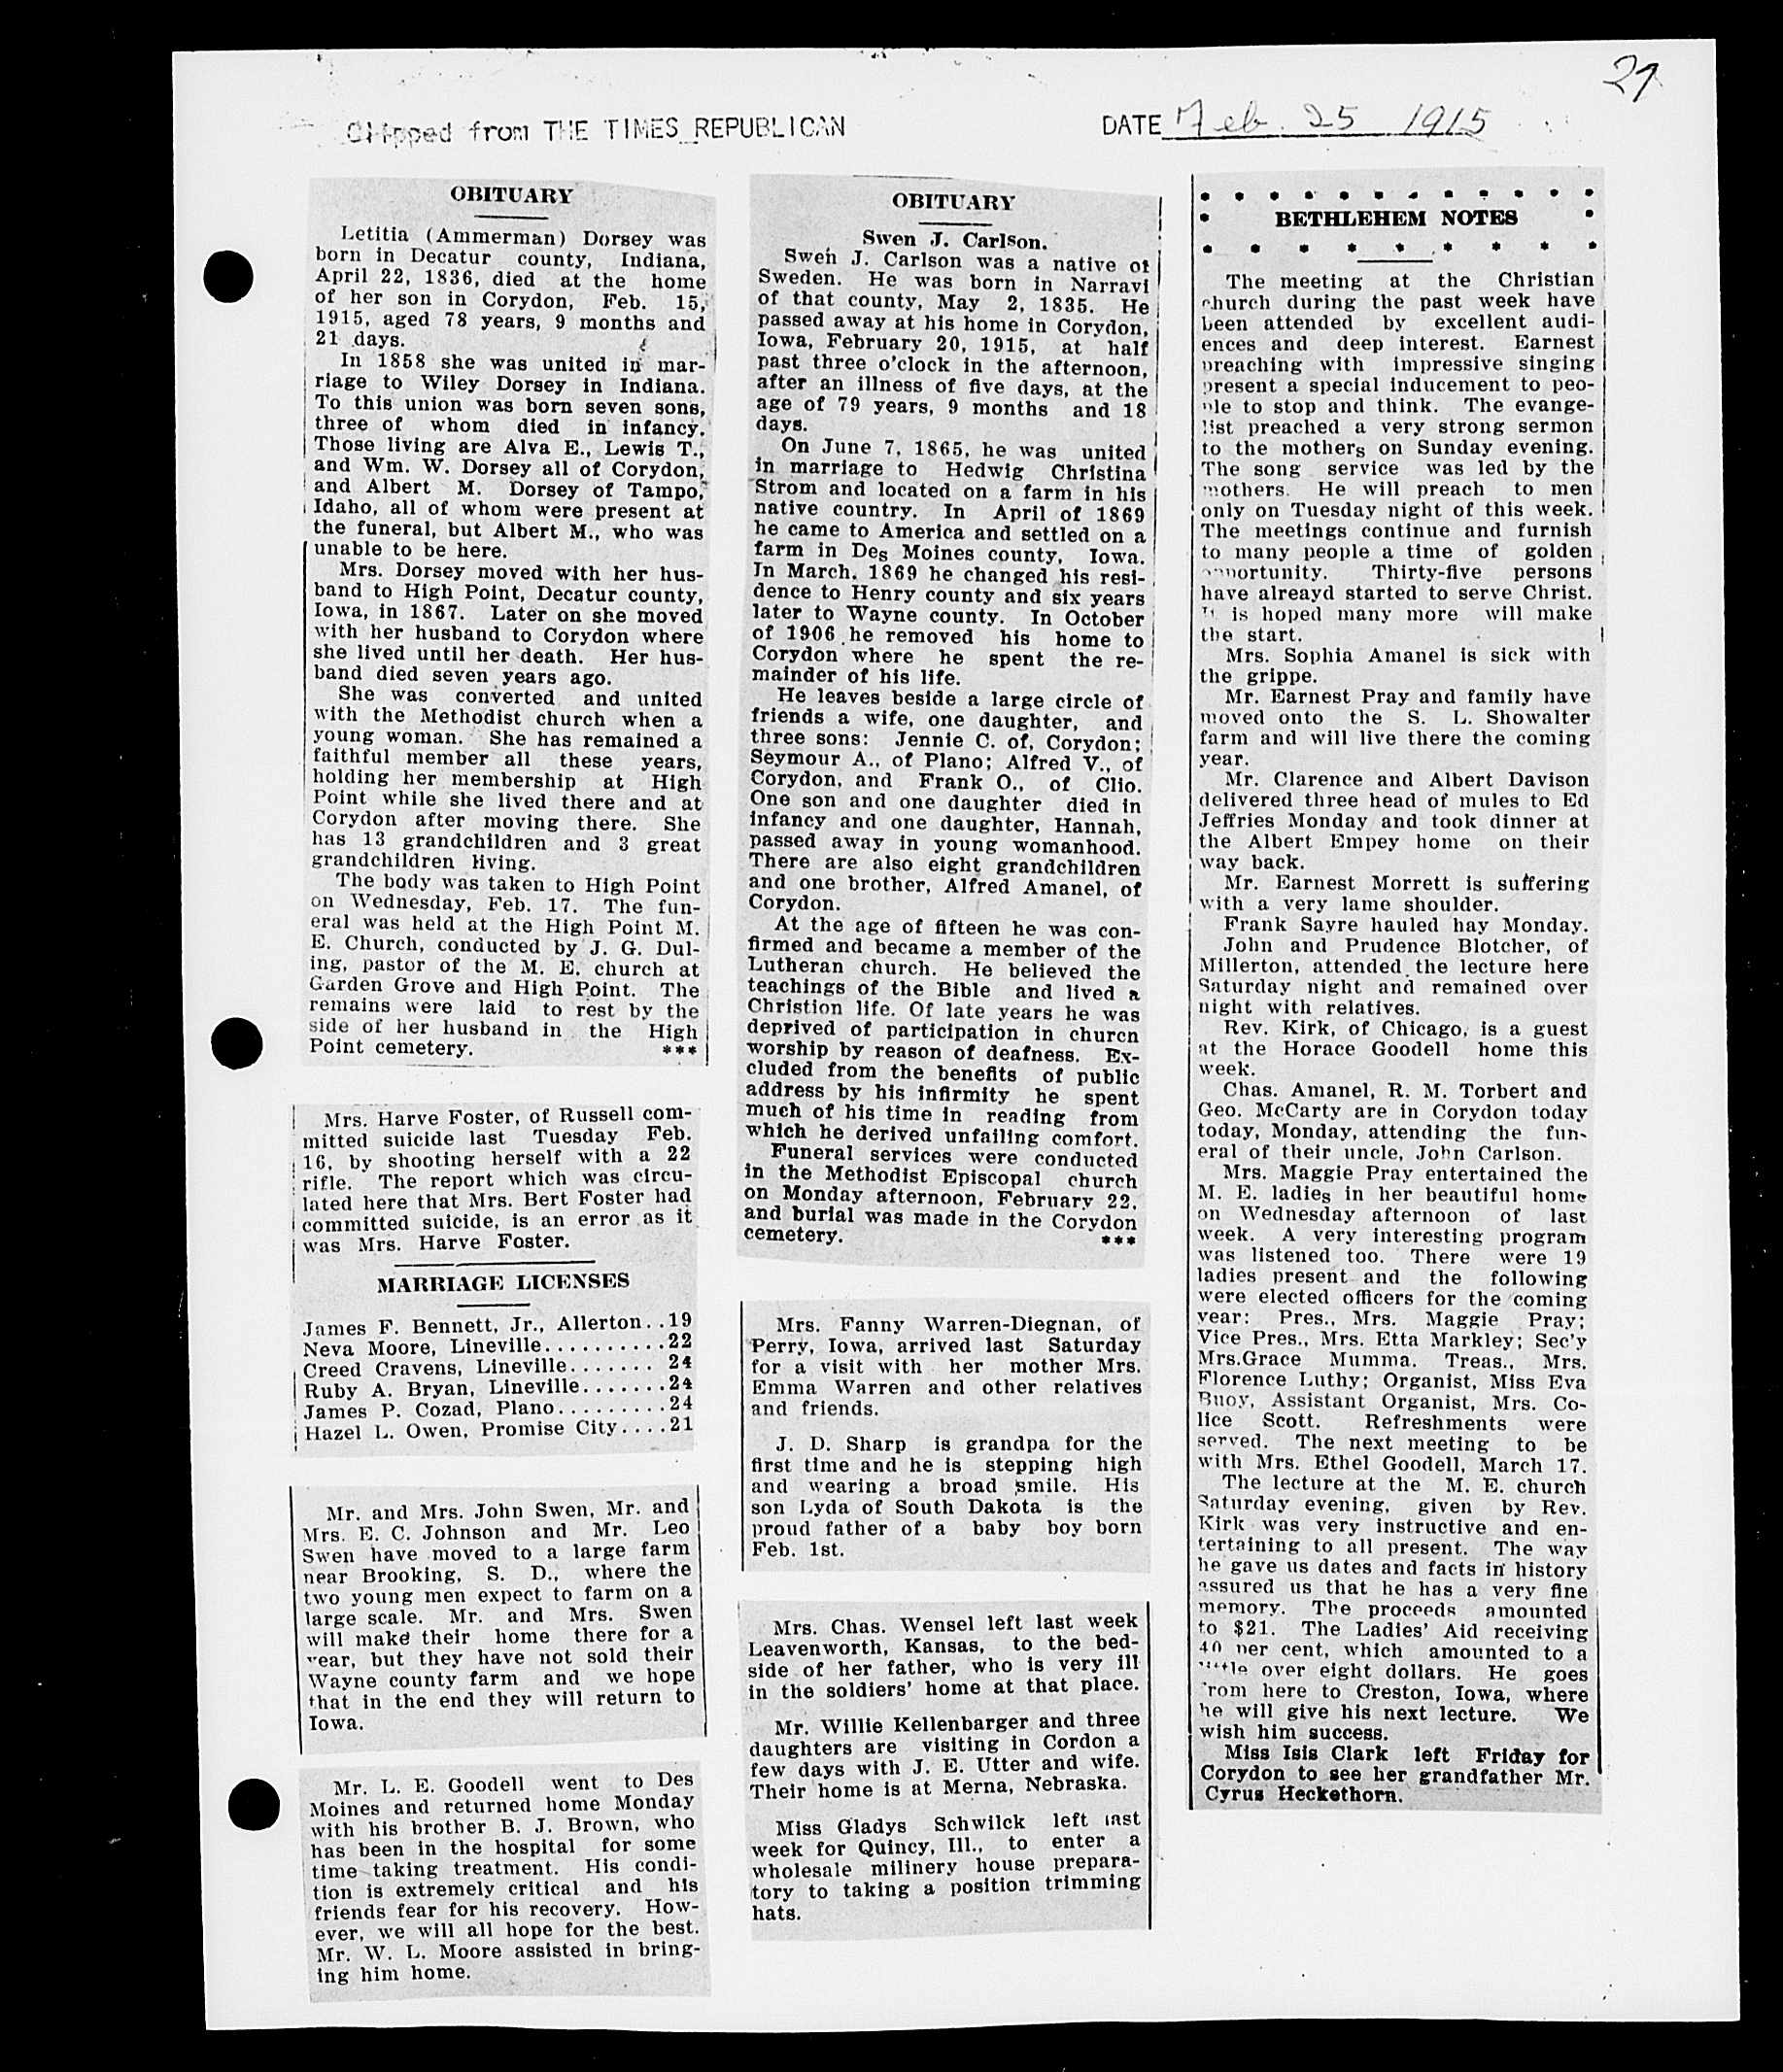 27
Clipped from THE TIMES REPUBLICAN
DATE Feb. 25 1915
OBITUARY
Letitia (Ammerman) Dorsey was
born in Decatur county, Indiana,
April 22, 1836, died at the home
of her son in Corydon, Feb. 15,
1915, aged 78 years, 9 months and
21 days.
In 1858 she was united in mar-
riage to Wiley Dorsey in Indiana.
To this union was born seven sons,
three of whom died in infancy.
Those living are Alva E., Lewis T.,
and Wm. W. Dorsey all of Corydon,
and Albert M. Dorsey of Tampo,
Idaho, all of whom were present at
the funeral, but Albert M., who was
unable to be here.
Mrs. Dorsey moved with her hus-
band to High Point, Decatur county,
Iowa, in 1867. Later on she moved
with her husband to Corydon where
she lived until her death. Her hus-
band died seven years ago.
She was converted and united
with the Methodist church when a
young woman. She has remained a
faithful member all these years,
holding her membership at High
Point while she lived there and at
Corydon after moving there. She
has 13 grandchildren and 3 great
grandchildren living.
The body was taken to High Point
on Wednesday, Feb. 17. The fun-
eral was held at the High Point M.
E. Church, conducted by J. G. Dul-
ing, pastor of the M. E. church at
Garden Grove and High Point. The
remains were laid to rest by the
side of her husband in the High
Point cemetery. ***
Mrs. Harve Foster, of Russell com-
mitted suicide last Tuesday Feb.
16, by shooting herself with a 22
rifle. The report which was circu-
lated here that Mrs. Bert Foster had
committed suicide, is an error as it
was Mrs. Harve Foster.
MARRIAGE LICENSES
James F. Bennett, Jr., Allerton..19
Neva Moore, Lineville..........22
Creed Cravens, Lineville....... 24
Ruby A. Bryan, Lineville.......24
James P. Cozad, Plano..........24
Hazel L. Owen, Promise City....21
Mr. and Mrs. John Swen, Mr. and
Mrs. E. C. Johnson and Mr. Leo
Swen have moved to a large farm
near Brooking, S. D., where the
two young men expect to farm on a
large scale. Mr. and Mrs. Swen
will make their home there for a
year, but they have not sold their
Wayne county farm and we hope
that in the end they will return to
Iowa.
Mr. L. E. Goodell went to Des
Moines and returned home Monday
with his brother B. J. Brown, who
has been in the hospital for some
time taking treatment. His condi-
tion is extremely critical and his
friends fear for his recovery. How-
ever, we will all hope for the best.
Mr. W. L. Moore assisted in bring-
ing him home.
OBITUARY
Swen J. Carlson.
Swen J. Carlson was a native of
Sweden. He was born in Narravi
of that county, May 2, 1835. He
passed away at his home in Corydon,
Iowa, February 20, 1915, at half
past three o'clock in the afternoon,
after an illness of five days, at the
age of 79 years, 9 months and 18
days.
On June 7, 1865, he was united
in marriage to Hedwig Christina
Strom and located on a farm in his
native country. In April of 1869
he came to America and settled on a
farm in Des Moines county, Iowa.
In March, 1869 he changed his resi-
dence to Henry county and six years
later to Wayne county. In October
of 1906 he removed his home to
Corydon where he spent the re-
mainder of his life.
He leaves beside a large circle of
friends a wife, one daughter, and
three sons: Jennie C. of, Corydon;
Seymour A., of Plano; Alfred V., of
Corydon, and Frank O., of Clio.
One son and one daughter died in
infancy and one daughter, Hannah,
passed away in young womanhood.
There are also eight grandchildren
and one brother, Alfred Amanel, of
Corydon.
At the age of fifteen he was con-
firmed and became a member of the
Lutheran church. He believed the
teachings of the Bible and lived a
Christion life. Of late years he was
deprived of participation in church
worship by reason of deafness. Ex-
cluded from the benefits of public
address by his infirmity he spent
much of his time in reading from
which he derived unfailing comfort.
Funeral services were conducted
in the Methodist Episcopal church
on Monday afternoon, February 22,
and burial was made in the Corydon
cemetery. ***
Mrs. Fanny Warren-Diegnan, of
Perry, Iowa, arrived last Saturday
for a visit with her mother Mrs.
Emma Warren and other relatives
and friends.
J. D. Sharp is grandpa for the
first time and he is stepping high
and wearing a broad smile. His
son Lyda of South Dakota is the
proud father of a baby boy born
Feb. 1st.
Mrs. Chas. Wensel left last week
Leavenworth, Kansas, to the bed-
side of her father, who is very ill
in the soldiers' home at that place.
Mr. Willie Kellenbarger and three
daughters are visiting in Cordon a
few days with J. E. Utter and wife.
Their home is at Merna, Nebraska.
Miss Gladys Schwilck left last
week for Quincy, Ill., to enter a
wholesale milinery house prepara-
tory to taking a position trimming
hats.
BETHLEHEM NOTES
The meeting at the Christian
church during the past week have
been attended by excellent audi-
ences and deep interest. Earnest
preaching with impressive singing
present a special inducement to peo-
ple to stop and think. The evange-
list preached a very strong sermon
to the mothers on Sunday evening.
The song service was led by the
mothers. He will preach to men
only on Tuesday night of this week.
The meetings continue and furnish
to many people a time of golden
opportunity. Thirty-five persons
have alreayd started to serve Christ.
It is hoped many more will make
the start.
Mrs. Sophia Amanel is sick with
the grippe.
Mr. Earnest Pray and family have
moved onto the S. L. Showalter
farm and will live there the coming
year.
Mr. Clarence and Albert Davison
delivered three head of mules to Ed
Jeffries Monday and took dinner at
the Albert Empey home on their
way back.
Mr. Earnest Morrett is suffering
with a very lame shoulder.
Frank Sayre hauled hay Monday.
John and Prudence Blotcher, of
Millerton, attended the lecture here
Saturday night and remained over
night with relatives.
Rev. Kirk, of Chicago, is a guest
at the Horace Goodell home this
week.
Chas. Amanel, R. M. Torbert and
Geo. McCarty are in Corydon today
today, Monday, attending the fun-
eral of their uncle, John Carlson.
Mrs. Maggie Pray entertained the
M. E. ladies in her beautiful home
on Wednesday afternoon of last
week. A very interesting program
was listened too. There were 19
ladies present and the following
were elected officers for the coming
year: Pres., Mrs. Maggie Pray;
Vice Pres., Mrs. Etta Markley; Sec'y
Mrs.Grace Mumma. Treas., Mrs.
Florence Luthy; Organist, Miss Eva
Buoy, Assistant Organist, Mrs. Co-
lice Scott. Refreshments were
served. The next meeting to be
with Mrs. Ethel Goodell, March 17.
The lecture at the M. E. church
Saturday evening, given by Rev.
Kirk was very instructive and en-
tertaining to all present. The way
he gave us dates and facts in history
assured us that he has a very fine
memory. The proceeds amounted
to $21. The Ladies' Aid receiving
40 per cent, which amounted to a
little over eight dollars. He goes
from here to Creston, Iowa, where
he will give his next lecture. We
wish him success.
Miss Isis Clark left Friday for
Corydon to see her grandfather Mr.
Cyrus Heckethorn.